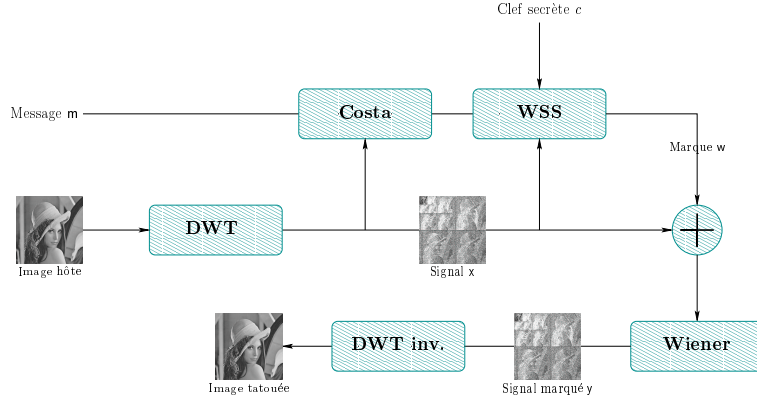 Clef secrète c
Message m
Costa
WSS
Marque w
DWT
Image hôte
Signal x
DWT inv.
Wiener
Image tatouée
Signal marqué y